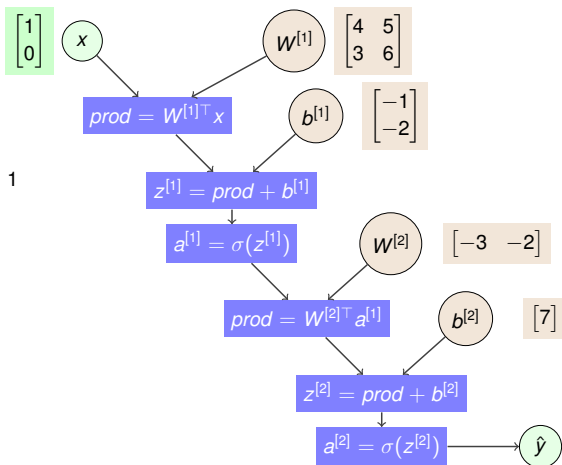 [1 0] x W[1] [4 5 3 6]
prod = W[1]⊤x
b[1] [−1 −2]
1
z[1] = prod + b[1]
a[1] = σ(z[1])
W[2] [−3 −2]
prod = W[2]⊤a[1]
b[2] [7]
z[2] = prod + b[2]
a[2] = σ(z[2]) ŷ